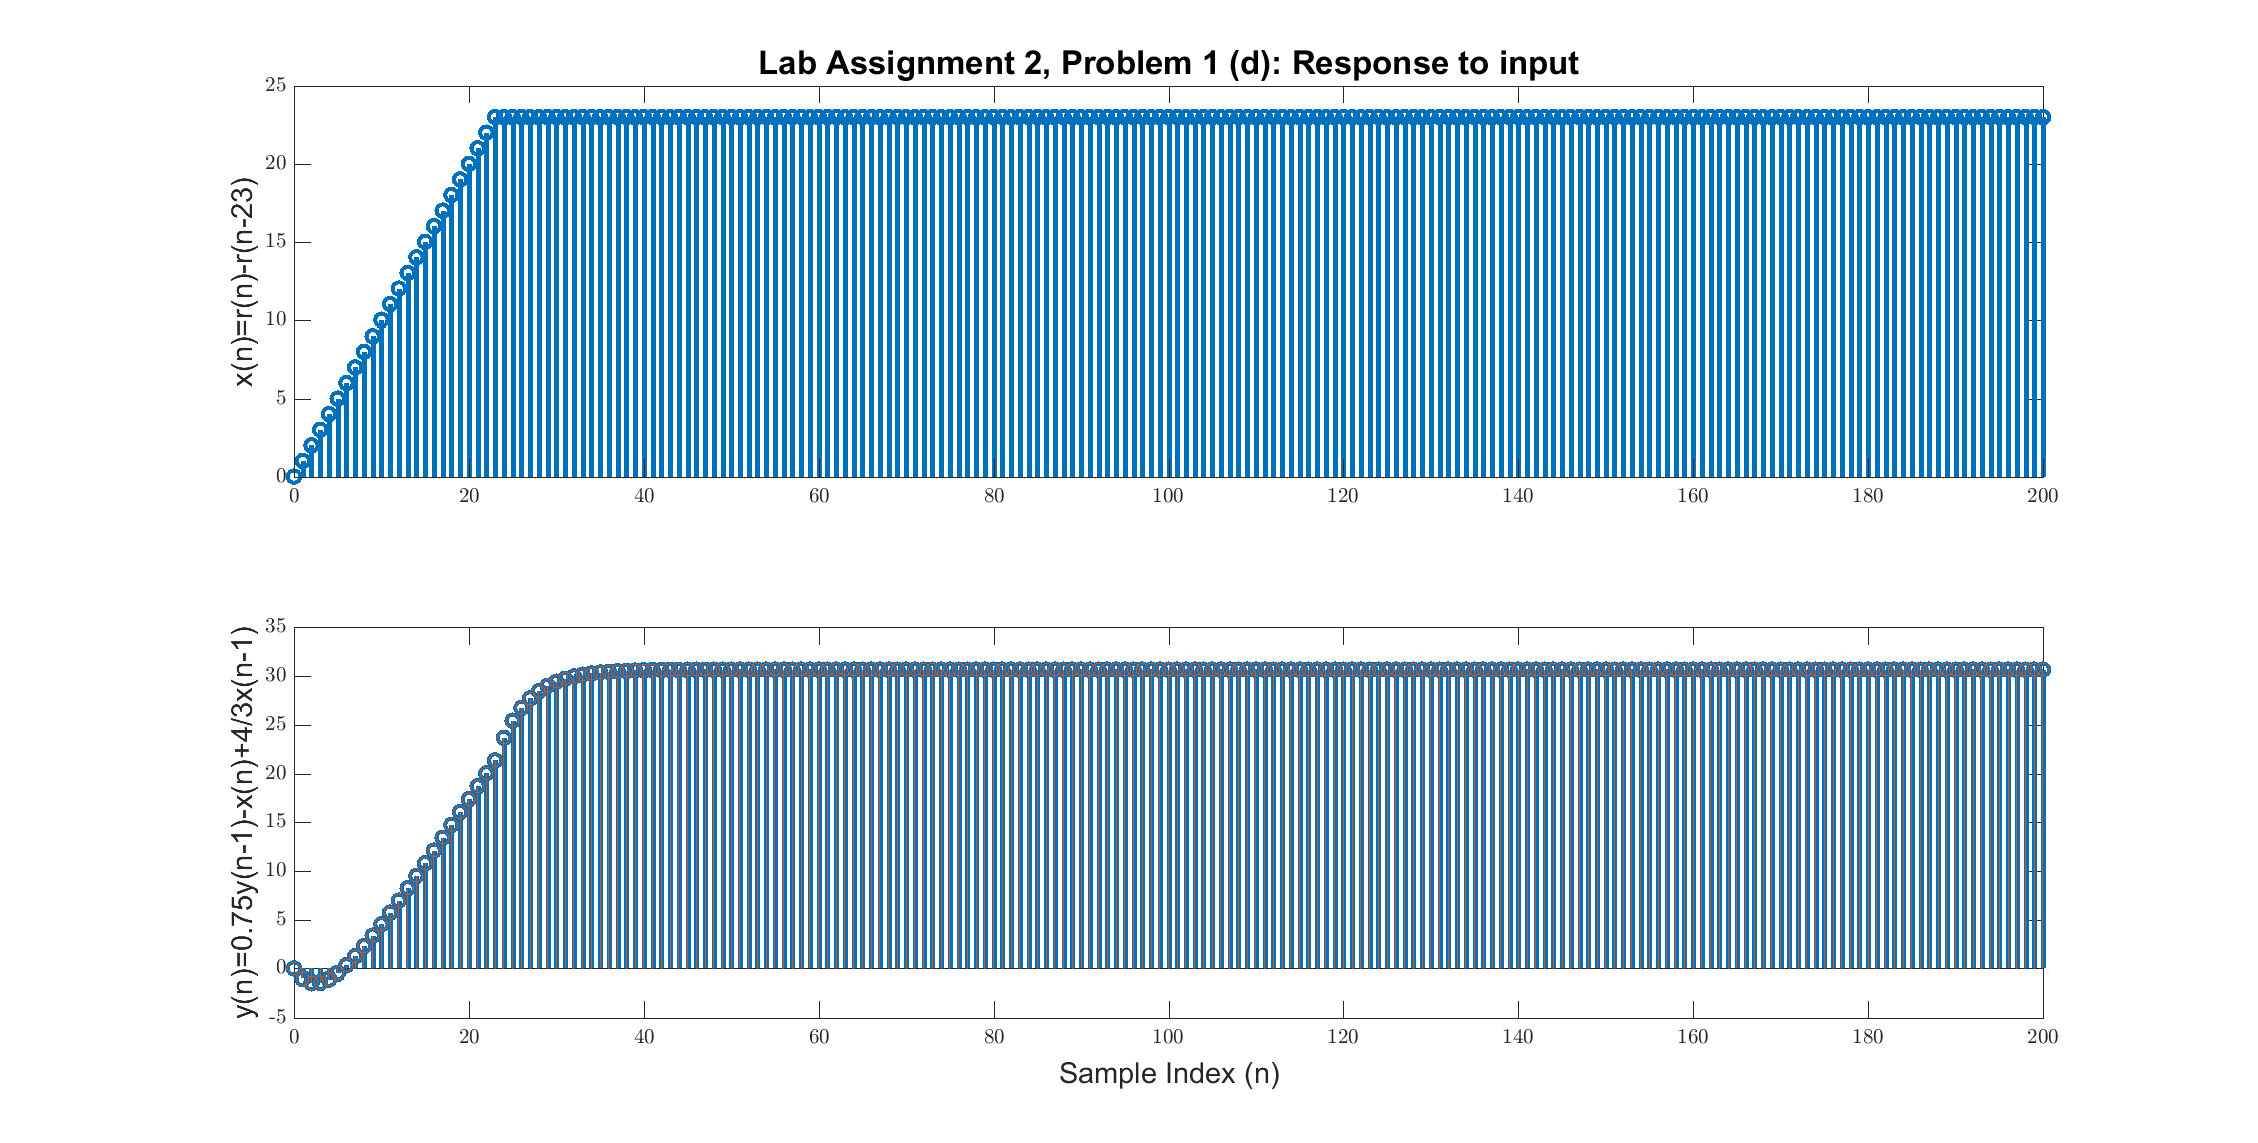 Lab Assignment 2, Problem 1 (d): Response to input
x(n)=r(n)-r(n-23)
25
20
15
10
5
0
0 20 40 60 80 100 120 140 160 180 200
y(n)=0.75y(n-1)-x(n)+4/3x(n-1)
35
30
25
20
15
10
5
0
-5
0 20 40 60 80 100 120 140 160 180 200
Sample Index (n)